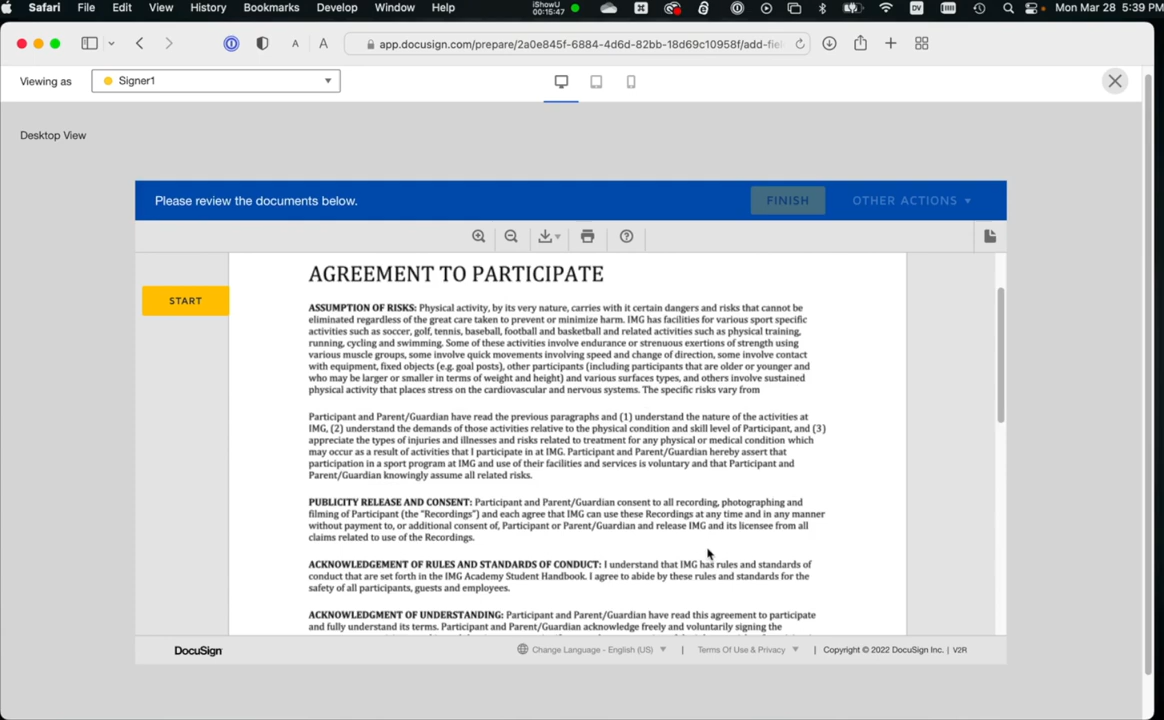 Safari File Edit View History Bookmarks Develop Window Help iShowU 00:15:47 DV Mon Mar 28 5:39 PM
A A app.docusign.com/prepare/2a0e845f-6884-4d6d-82bb-18d69c10958f/add-fie
Viewing as Signer1
Desktop View
Please review the documents below. FINISH OTHER ACTIONS
START
AGREEMENT TO PARTICIPATE
ASSUMPTION OF RISKS: Physical activity, by its very nature, carries with it certain dangers and risks that cannot be
eliminated regardless of the great care taken to prevent or minimize harm. IMG has facilities for various sport specific
activities such as soccer, golf, tennis, baseball, football and basketball and related activities such as physical training,
running, cycling and swimming. Some of these activities involve endurance or strenuous exertions of strength using
various muscle groups, some involve quick movements involving speed and change of direction, some involve contact
with equipment, fixed objects (e.g. goal posts), other participants (including participants that are older or younger and
who may be larger or smaller in terms of weight and height) and various surfaces types, and others involve sustained
physical activity that places stress on the cardiovascular and nervous systems. The specific risks vary from
Participant and Parent/Guardian have read the previous paragraphs and (1) understand the nature of the activities at
IMG, (2) understand the demands of those activities relative to the physical condition and skill level of Participant, and (3)
appreciate the types of injuries and illnesses and risks related to treatment for any physical or medical condition which
may occur as a result of activities that I participate in at IMG. Participant and Parent/Guardian hereby assert that
participation in a sport program at IMG and use of their facilities and services is voluntary and that Participant and
Parent/Guardian knowingly assume all related risks.
PUBLICITY RELEASE AND CONSENT: Participant and Parent/Guardian consent to all recording, photographing and
filming of Participant (the “Recordings”) and each agree that IMG can use these Recordings at any time and in any manner
without payment to, or additional consent of, Participant or Parent/Guardian and release IMG and its licensee from all
claims related to use of the Recordings.
ACKNOWLEDGEMENT OF RULES AND STANDARDS OF CONDUCT: I understand that IMG has rules and standards of
conduct that are set forth in the IMG Academy Student Handbook. I agree to abide by these rules and standards for the
safety of all participants, guests and employees.
ACKNOWLEDGMENT OF UNDERSTANDING: Participant and Parent/Guardian have read this agreement to participate
and fully understand its terms. Participant and Parent/Guardian acknowledge freely and voluntarily signing the
DocuSign Change Language - English (US) | Terms Of Use & Privacy | Copyright © 2022 DocuSign Inc. | V2R